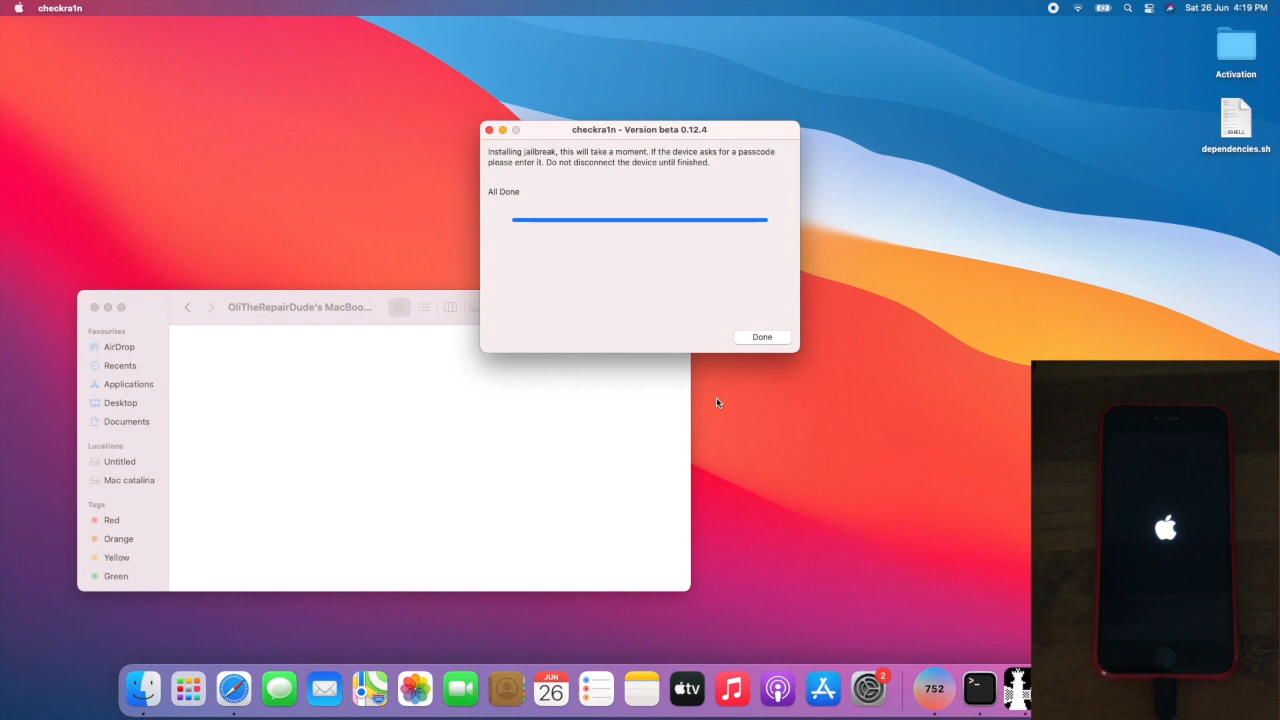 checkra1n
Sat 26 Jun 4:19 PM
Activation
SHELL
dependencies.sh
checkra1n - Version beta 0.12.4
Installing jailbreak, this will take a moment. If the device asks for a passcode
please enter it. Do not disconnect the device until finished.
All Done
Done
OliTheRepairDude's MacBoo...
Favourites
AirDrop
Recents
Applications
Desktop
Documents
Locations
Untitled
Mac catalina
Tags
Red
Orange
Yellow
Green
JUN
26
tv
2
752
>_